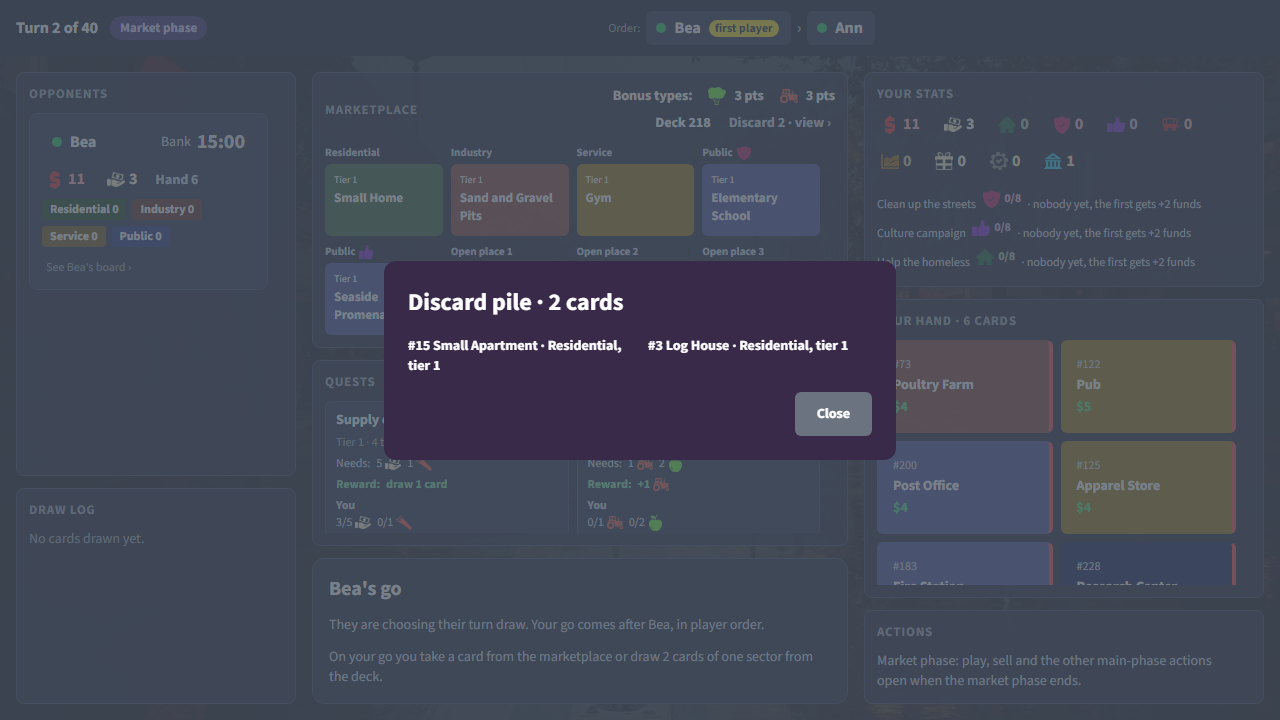 Turn 2 of 40
Market phase
Order:
Bea first player › Ann
OPPONENTS
Bea
Bank 15:00
11 3 Hand 6
Residential 0 Industry 0
Service 0 Public 0
See Bea's board ›
DRAW LOG
No cards drawn yet.
MARKETPLACE
Bonus types: 3 pts 3 pts
Deck 218 Discard 2 · view ›
Residential
Tier 1
Small Home
Industry
Tier 1
Sand and Gravel
Pits
Service
Tier 1
Gym
Public
Tier 1
Elementary
School
Public
Tier 1
Seaside
Open place 1
Open place 2
Open place 3
Discard pile · 2 cards
#15 Small Apartment · Residential,
tier 1
#3 Log House · Residential, tier 1
Close
QUESTS
Supply
Tier 1 · 4
Needs: 5 1
Reward: draw 1 card
You
3/5 0/1
Needs: 1 2
Reward: +1
You
0/1 0/2
Bea's go
They are choosing their turn draw. Your go comes after Bea, in player order.
On your go you take a card from the marketplace or draw 2 cards of one sector from
the deck.
YOUR STATS
11 3 0 0 0 0
0 0 0 1
Clean up the streets 0/8 · nobody yet, the first gets +2 funds
Culture campaign 0/8 · nobody yet, the first gets +2 funds
Help the homeless 0/8 · nobody yet, the first gets +2 funds
HAND · 6 CARDS
#73
Poultry Farm
$4
#122
Pub
$5
#200
Post Office
$4
#125
Apparel Store
$4
#183
Fire Station
#228
Research Center
ACTIONS
Market phase: play, sell and the other main-phase actions
open when the market phase ends.